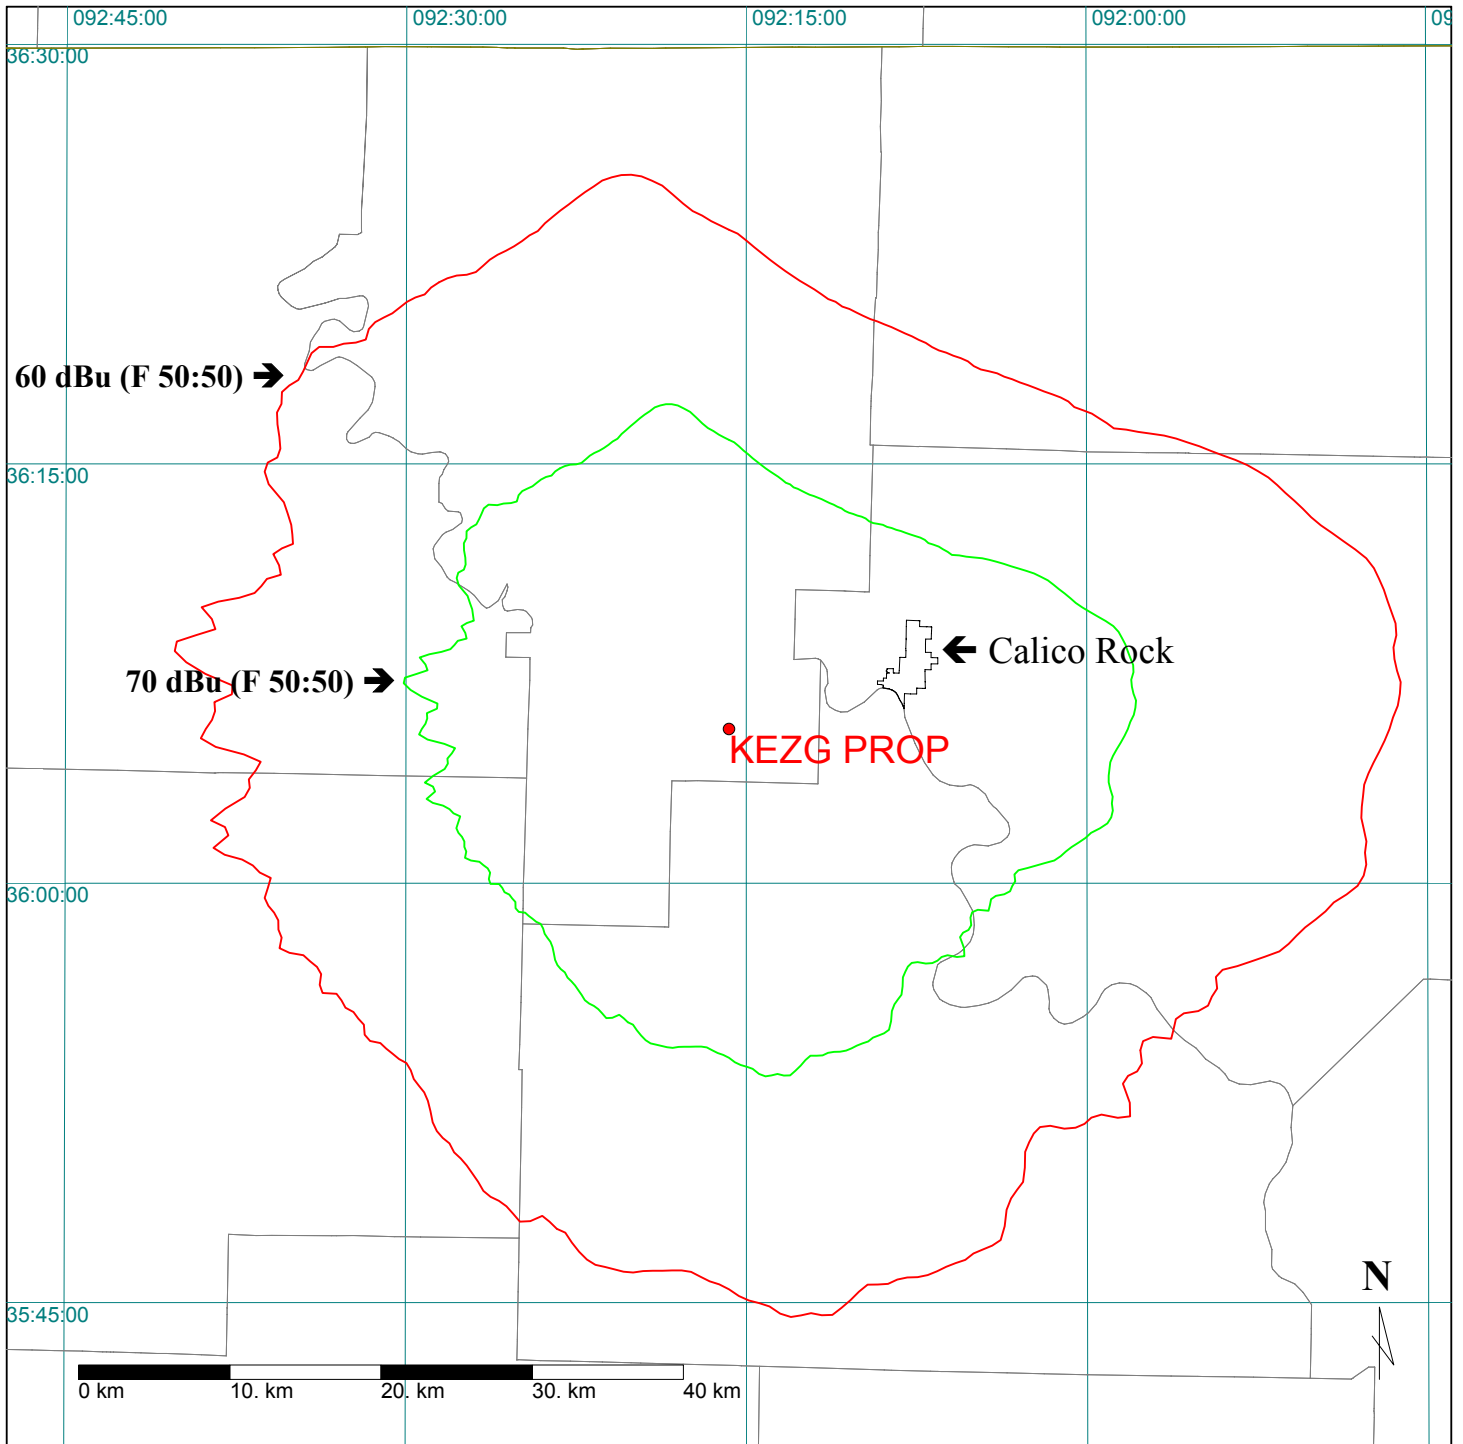 092:45:00 092:30:00 092:15:00 092:00:00 09
36:30:00
60 dBu (F 50:50) 🡲
36:15:00
🡰 Calico Rock
70 dBu (F 50:50) 🡲
KEZG PROP
36:00:00
N
35:45:00
0 km 10. km 20. km 30. km 40 km